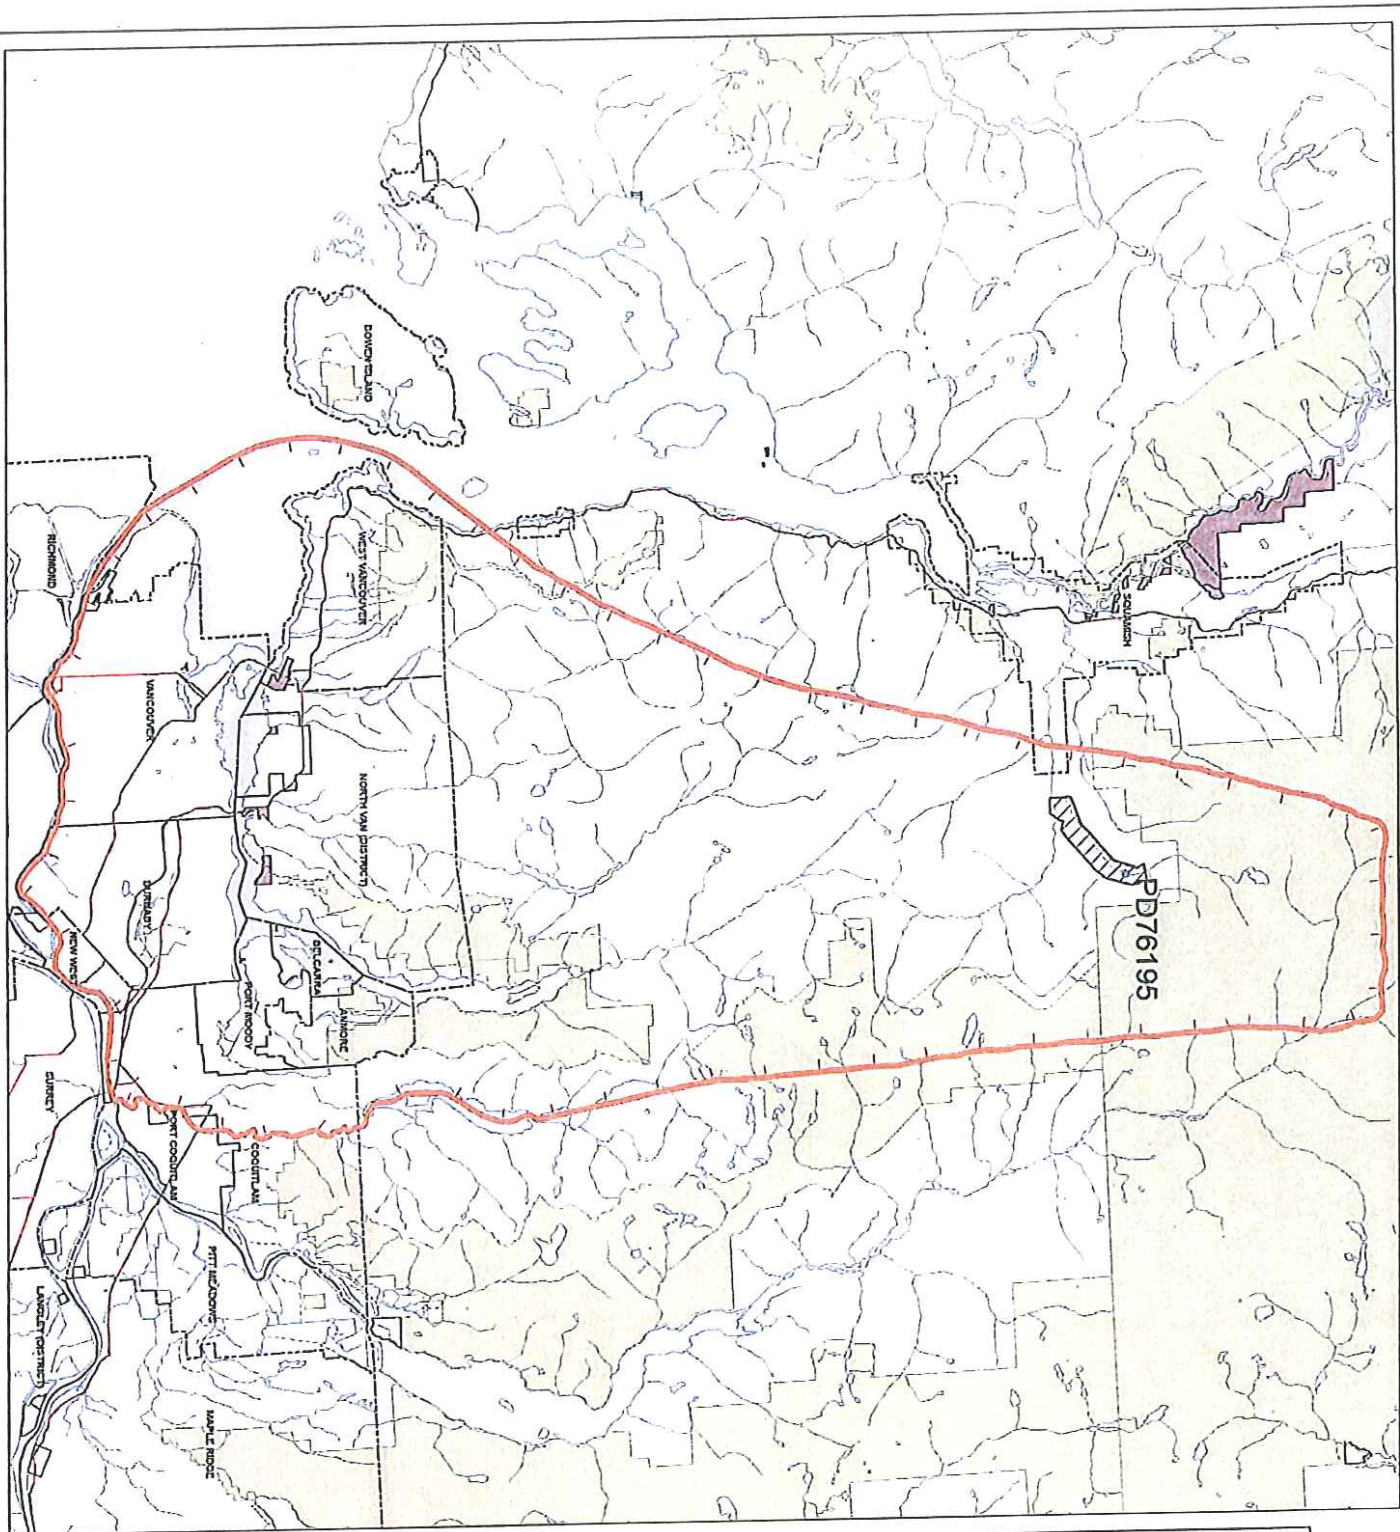 SQUAMISH
PD76195
BOWEN ISLAND
WEST VANCOUVER
NORTH VAN (DISTRICT)
BELCARRA
ANMORE
PORT MOODY
RICHMOND
VANCOUVER
BURNABY
NEW WEST
SURREY
PORT COQUITLAM
COQUITLAM
PITT MEADOWS
LANGLEY (DISTRICT)
MAPLE RIDGE